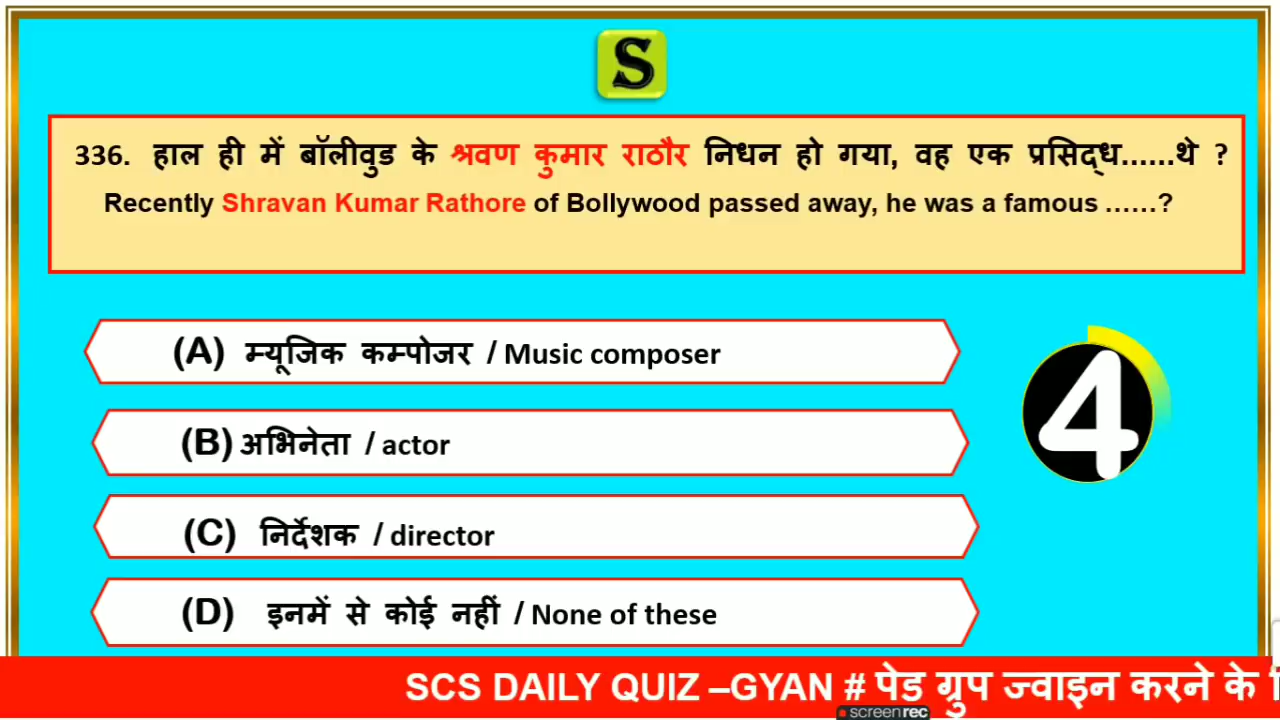 S
336. हाल ही में बॉलीवुड के श्रवण कुमार राठौर निधन हो गया, वह एक प्रसिद्ध......थे ?
Recently Shravan Kumar Rathore of Bollywood passed away, he was a famous ......?
(A) म्यूजिक कम्पोजर / Music composer
4
(B) अभिनेता / actor
(C) निर्देशक / director
(D) इनमें से कोई नहीं / None of these
SCS DAILY QUIZ –GYAN # पेड ग्रुप ज्वाइन करने के
screenrec